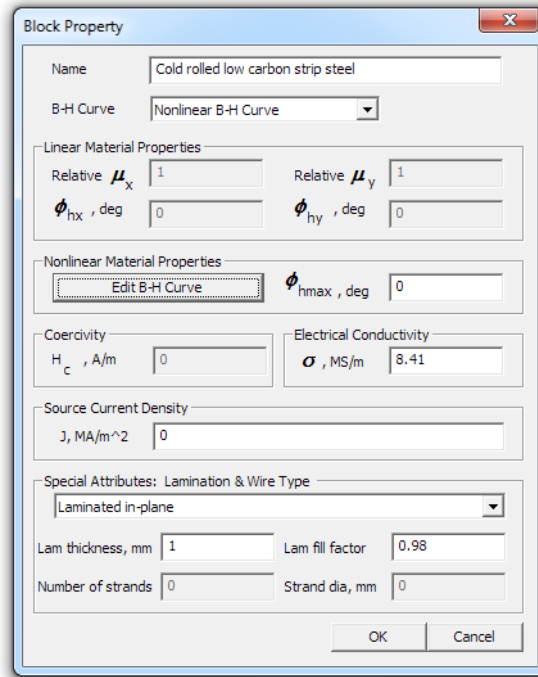 Block Property
Name Cold rolled low carbon strip steel
B-H Curve Nonlinear B-H Curve
Linear Material Properties
Relative μx 1 Relative μy 1
ϕhx , deg 0 ϕhy , deg 0
Nonlinear Material Properties
Edit B-H Curve ϕhmax , deg 0
Coercivity Electrical Conductivity
Hc , A/m 0 σ , MS/m 8.41
Source Current Density
J, MA/m^2 0
Special Attributes: Lamination & Wire Type
Laminated in-plane
Lam thickness, mm 1 Lam fill factor 0.98
Number of strands 0 Strand dia, mm 0
OK Cancel